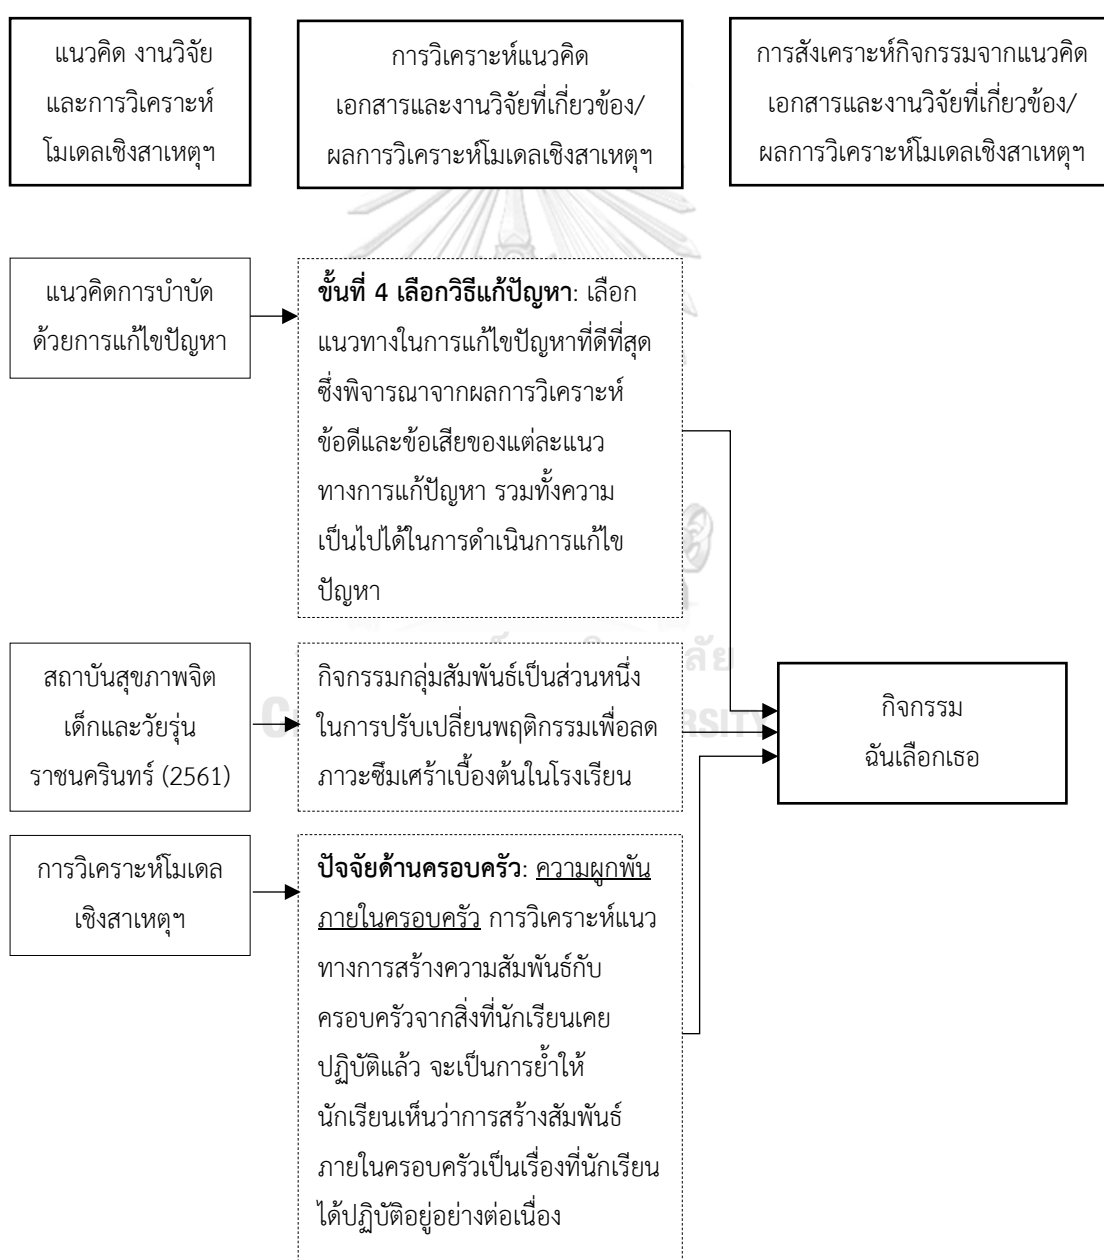 แนวคิด งานวิจัย
และการวิเคราะห์
โมเดลเชิงสาเหตุฯ
การวิเคราะห์แนวคิด
เอกสารและงานวิจัยที่เกี่ยวข้อง/
ผลการวิเคราะห์โมเดลเชิงสาเหตุฯ
การสังเคราะห์กิจกรรมจากแนวคิด
เอกสารและงานวิจัยที่เกี่ยวข้อง/
ผลการวิเคราะห์โมเดลเชิงสาเหตุฯ
แนวคิดการบำบัด
ด้วยการแก้ไขปัญหา
ขั้นที่ 4 เลือกวิธีแก้ปัญหา: เลือก
แนวทางในการแก้ไขปัญหาที่ดีที่สุด
ซึ่งพิจารณาจากผลการวิเคราะห์
ข้อดีและข้อเสียของแต่ละแนว
ทางการแก้ปัญหา รวมทั้งความ
เป็นไปได้ในการดำเนินการแก้ไข
ปัญหา
สถาบันสุขภาพจิต
เด็กและวัยรุ่น
ราชนครินทร์ (2561)
กิจกรรมกลุ่มสัมพันธ์เป็นส่วนหนึ่ง
ในการปรับเปลี่ยนพฤติกรรมเพื่อลด
ภาวะซึมเศร้าเบื้องต้นในโรงเรียน
กิจกรรม
ฉันเลือกเธอ
การวิเคราะห์โมเดล
เชิงสาเหตุฯ
ปัจจัยด้านครอบครัว: ความผูกพัน
ภายในครอบครัว การวิเคราะห์แนว
ทางการสร้างความสัมพันธ์กับ
ครอบครัวจากสิ่งที่นักเรียนเคย
ปฏิบัติแล้ว จะเป็นการย้ำให้
นักเรียนเห็นว่าการสร้างสัมพันธ์
ภายในครอบครัวเป็นเรื่องที่นักเรียน
ได้ปฏิบัติอยู่อย่างต่อเนื่อง